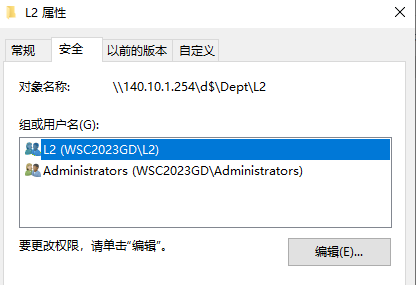 L2 属性
常规
安全
以前的版本
自定义
对象名称: \\140.10.1.254\d$\Dept\L2
组或用户名(G):
L2 (WSC2023GD\L2)
Administrators (WSC2023GD\Administrators)
要更改权限，请单击“编辑”。
编辑(E)...